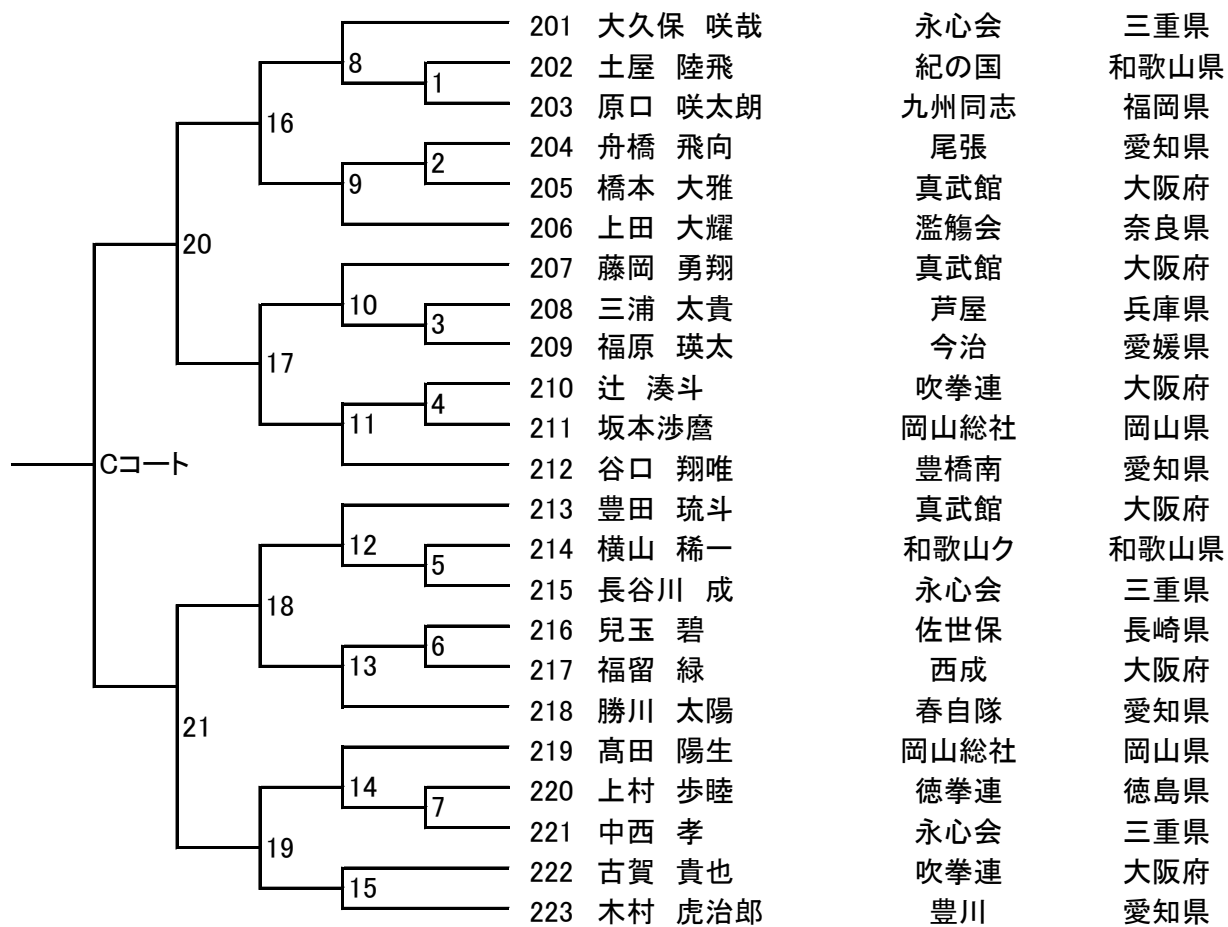 201 大久保 咲哉 永心会 三重県
8
202 土屋 陸飛 紀の国 和歌山県
1
203 原口 咲太朗 九州同志 福岡県
16
204 舟橋 飛向 尾張 愛知県
2
205 橋本 大雅 真武館 大阪府
9
206 上田 大耀 濫觴会 奈良県
20
207 藤岡 勇翔 真武館 大阪府
10
208 三浦 太貴 芦屋 兵庫県
3
209 福原 瑛太 今治 愛媛県
17
210 辻 湊斗 吹拳連 大阪府
4
211 坂本渉麿 岡山総社 岡山県
11
212 谷口 翔唯 豊橋南 愛知県
Cコート
213 豊田 琉斗 真武館 大阪府
12
214 横山 稀一 和歌山ク 和歌山県
5
215 長谷川 成 永心会 三重県
18
216 兒玉 碧 佐世保 長崎県
6
217 福留 緑 西成 大阪府
13
218 勝川 太陽 春自隊 愛知県
21
219 髙田 陽生 岡山総社 岡山県
14
220 上村 歩睦 徳拳連 徳島県
7
221 中西 孝 永心会 三重県
19
222 古賀 貴也 吹拳連 大阪府
15
223 木村 虎治郎 豊川 愛知県